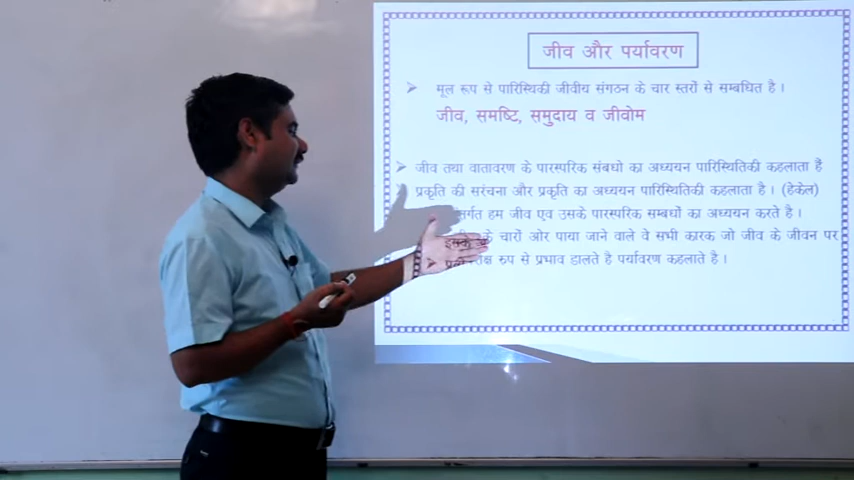 जीव और पर्यावरण
➢ मूल रूप से पारिस्थिकी जीवीय संगठन के चार स्तरों से सम्बधित है ।
जीव, समष्टि, समुदाय व जीवोम
➢ जीव तथा वातावरण के पारस्परिक संबधो का अध्ययन पारिस्थितिकी कहलाता है
प्रकृति की सरंचना और प्रकृति का अध्ययन पारिस्थितिकी कहलाता है । (हेकेल)
हम जीव एवं उसके पारस्परिक सम्बधों का अध्ययन करते है ।
के चारों ओर पाया जाने वाले वे सभी कारक जो जीव के जीवन पर
रुप से प्रभाव डालते है पर्यावरण कहलाते है ।